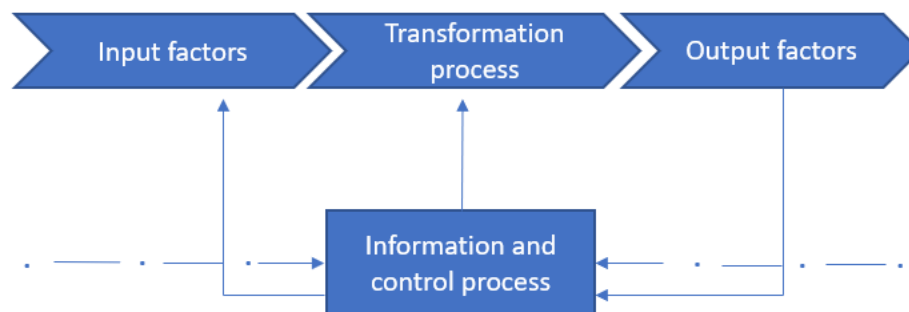 Input factors
Transformation
process
Output factors
Information and
control process